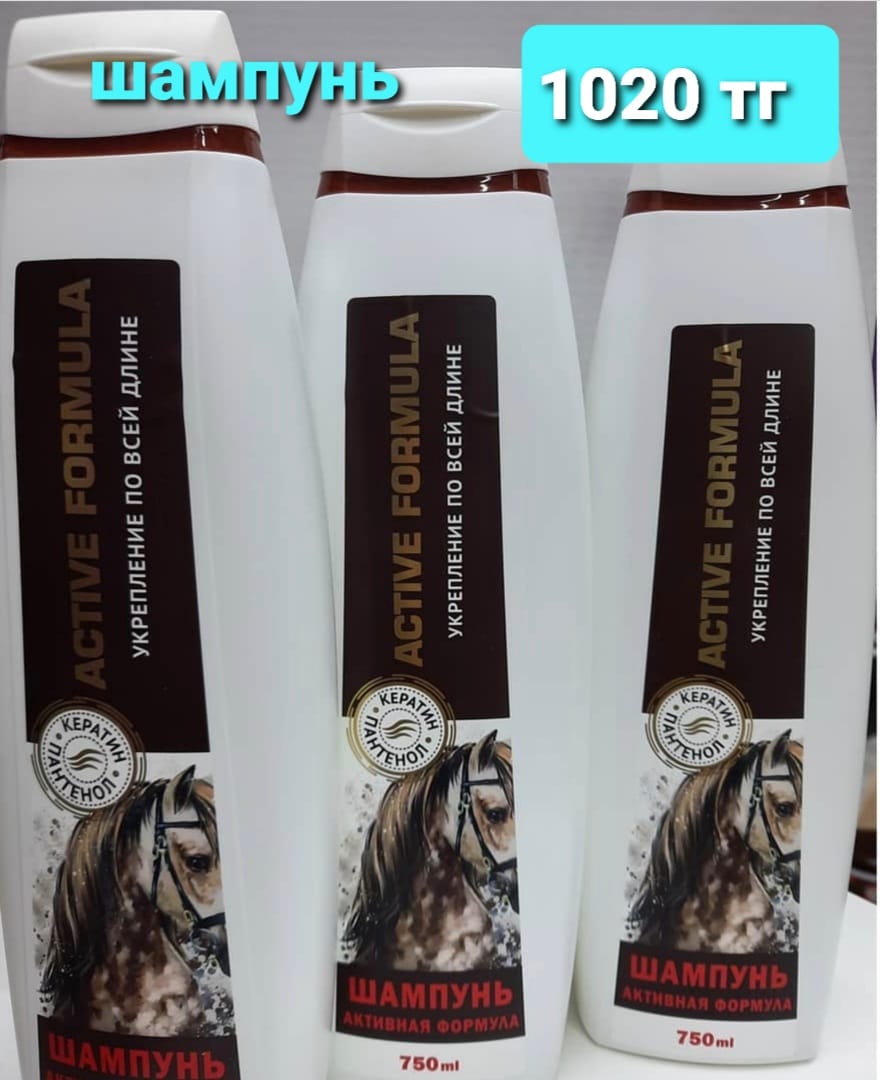 шампунь
1020 тг
ACTIVE FORMULA
УКРЕПЛЕНИЕ ПО ВСЕЙ ДЛИНЕ
КЕРАТИН
ПАНТЕНОЛ
ШАМПУНЬ
ACTIVE FORMULA
УКРЕПЛЕНИЕ ПО ВСЕЙ ДЛИНЕ
КЕРАТИН
ПАНТЕНОЛ
ШАМПУНЬ
АКТИВНАЯ ФОРМУЛА
750ml
ACTIVE FORMULA
УКРЕПЛЕНИЕ ПО ВСЕЙ ДЛИНЕ
КЕРАТИН
ПАНТЕНОЛ
ШАМПУНЬ
АКТИВНАЯ ФОРМУЛА
750ml